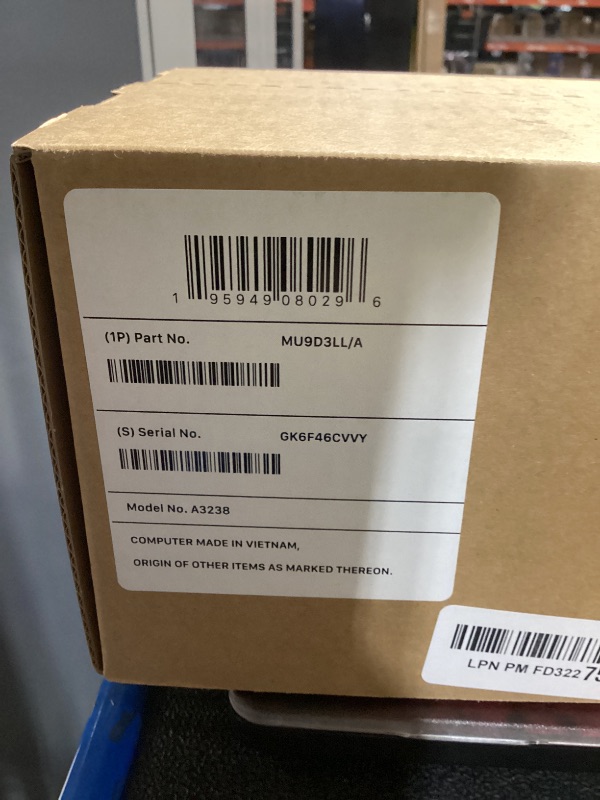 1 95949 08029 6
(1P) Part No. MU9D3LL/A
(S) Serial No. GK6F46CVVY
Model No. A3238
COMPUTER MADE IN VIETNAM,
ORIGIN OF OTHER ITEMS AS MARKED THEREON.
LPN PM FD32275